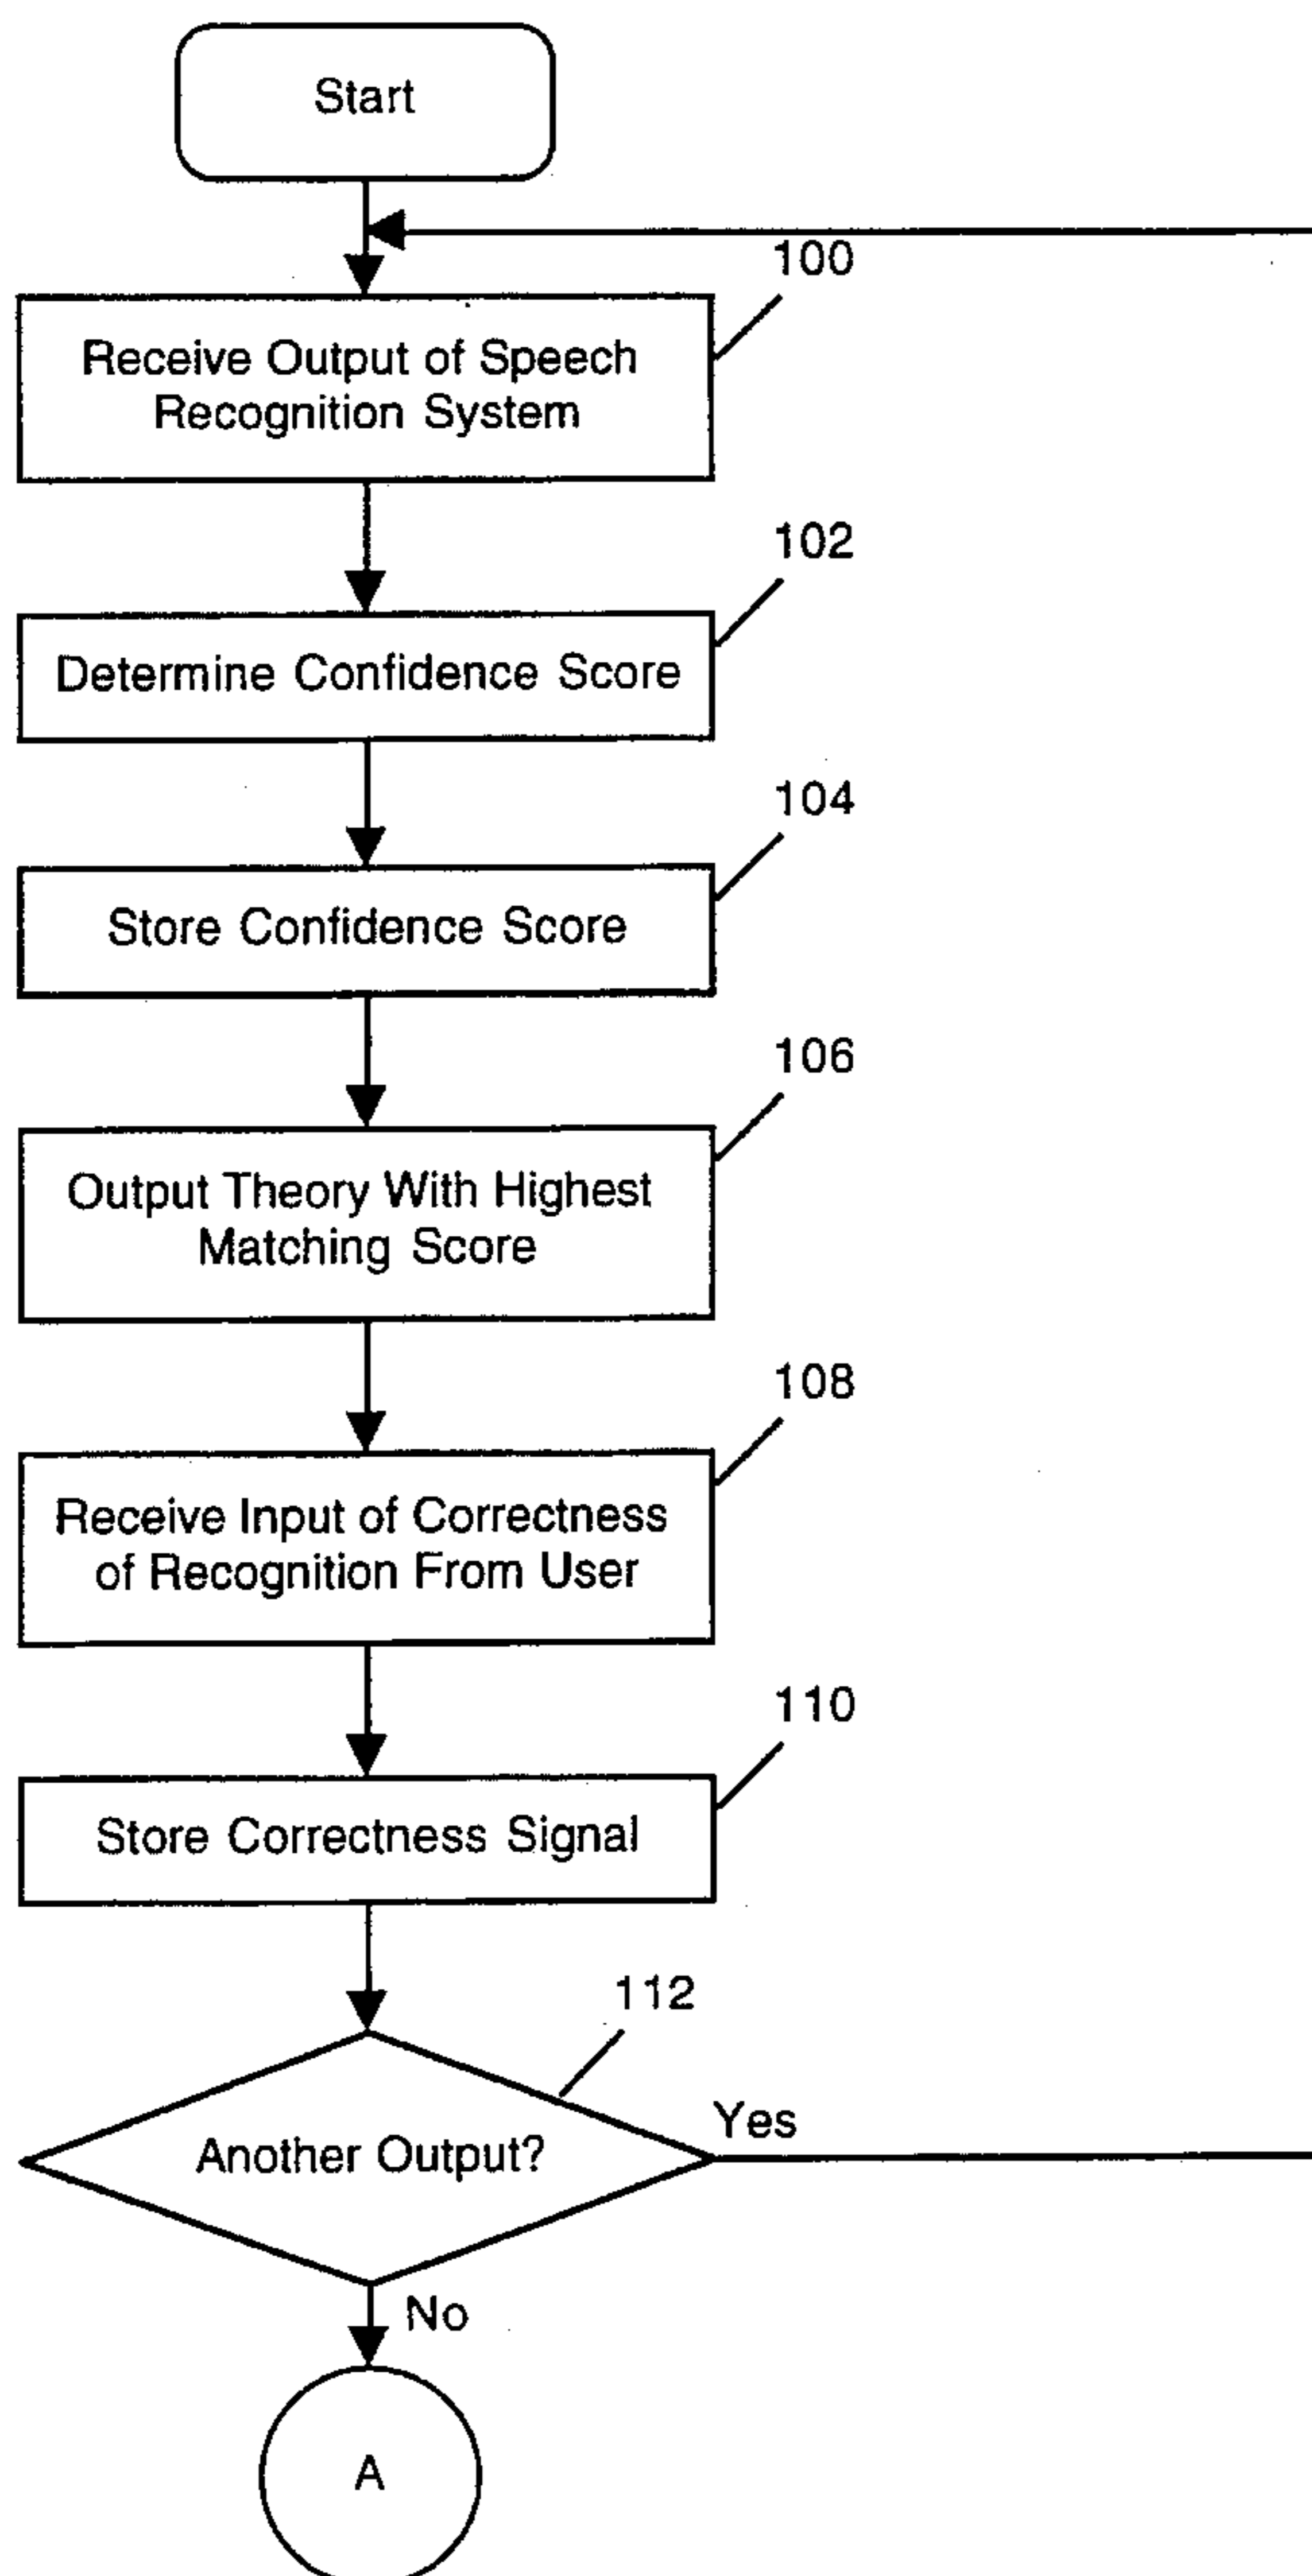 Start
100
Receive Output of Speech
Recognition System
102
Determine Confidence Score
104
Store Confidence Score
106
Output Theory With Highest
Matching Score
108
Receive Input of Correctness
of Recognition From User
110
Store Correctness Signal
112
Another Output?
Yes
No
A